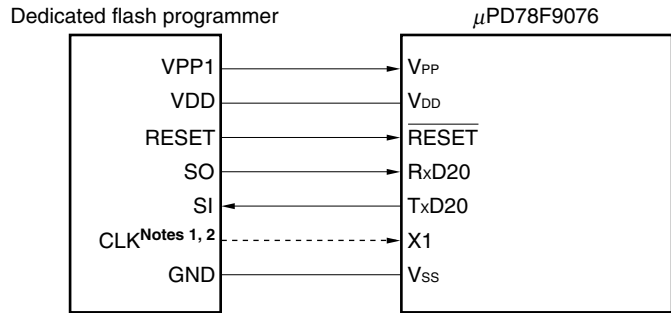 Dedicated flash programmer μPD78F9076
VPP1 VPP
VDD VDD
RESET RESET
SO RxD20
SI TxD20
CLKNotes 1, 2 X1
GND VSS